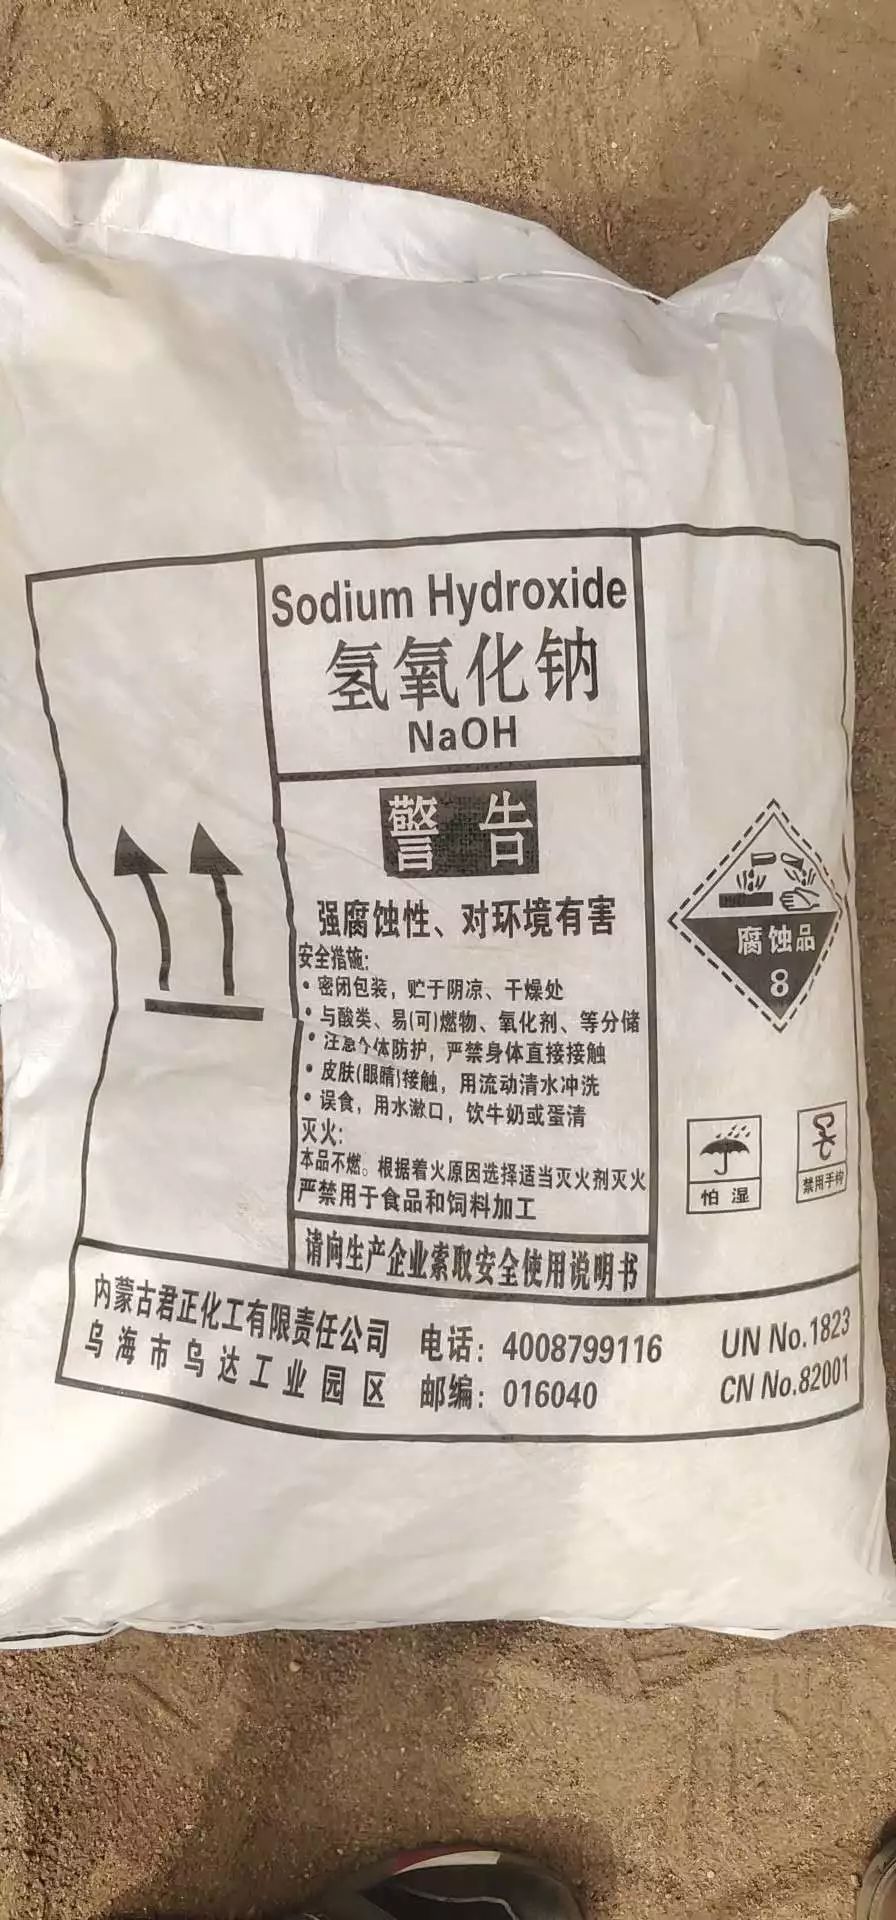 Sodium Hydroxide
氢氧化钠
NaOH
警告
强腐蚀性、对环境有害
安全措施:
• 密闭包装，贮于阴凉、干燥处
• 与酸类、易(可)燃物、氧化剂、等分储
• 注意个体防护，严禁身体直接接触
• 皮肤(眼睛)接触，用流动清水冲洗
• 误食，用水漱口，饮牛奶或蛋清
灭火:
本品不燃。根据着火原因选择适当灭火剂灭火
严禁用于食品和饲料加工
请向生产企业索取安全使用说明书
腐蚀品
8
怕湿
禁用手钩
内蒙古君正化工有限责任公司 电话: 4008799116 UN No.1823
乌海市乌达工业园区 邮编: 016040 CN No.82001